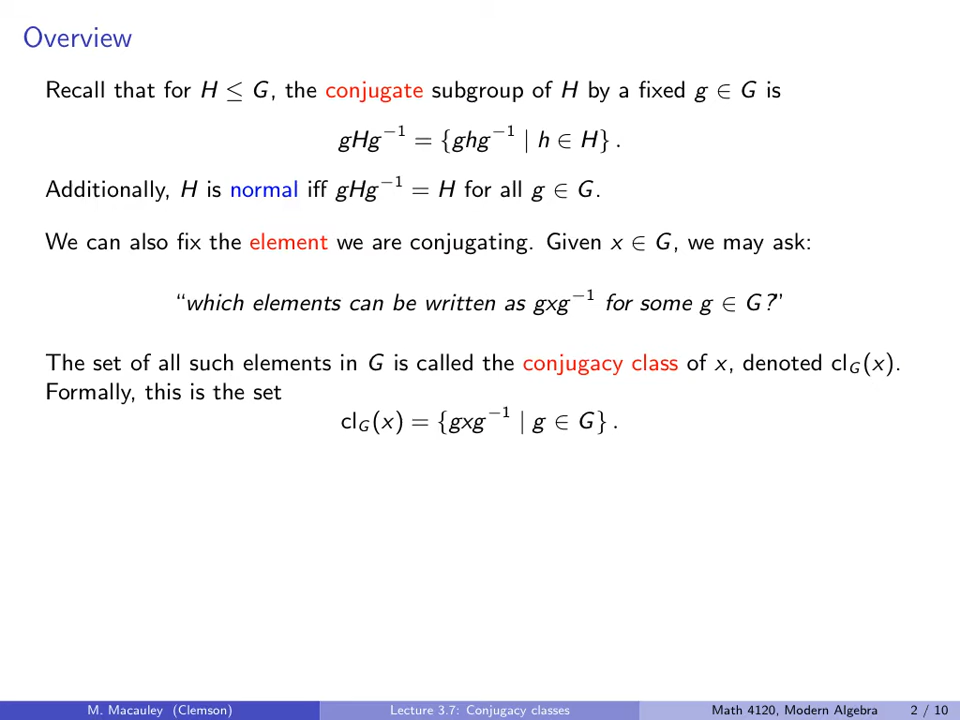 Overview
Recall that for H ≤ G, the conjugate subgroup of H by a fixed g ∈ G is
gHg⁻¹ = {ghg⁻¹ | h ∈ H} .
Additionally, H is normal iff gHg⁻¹ = H for all g ∈ G.
We can also fix the element we are conjugating. Given x ∈ G, we may ask:
“which elements can be written as gxg⁻¹ for some g ∈ G?”
The set of all such elements in G is called the conjugacy class of x, denoted cl_G(x).
Formally, this is the set
cl_G(x) = {gxg⁻¹ | g ∈ G} .
M. Macauley (Clemson) Lecture 3.7: Conjugacy classes Math 4120, Modern Algebra 2 / 10